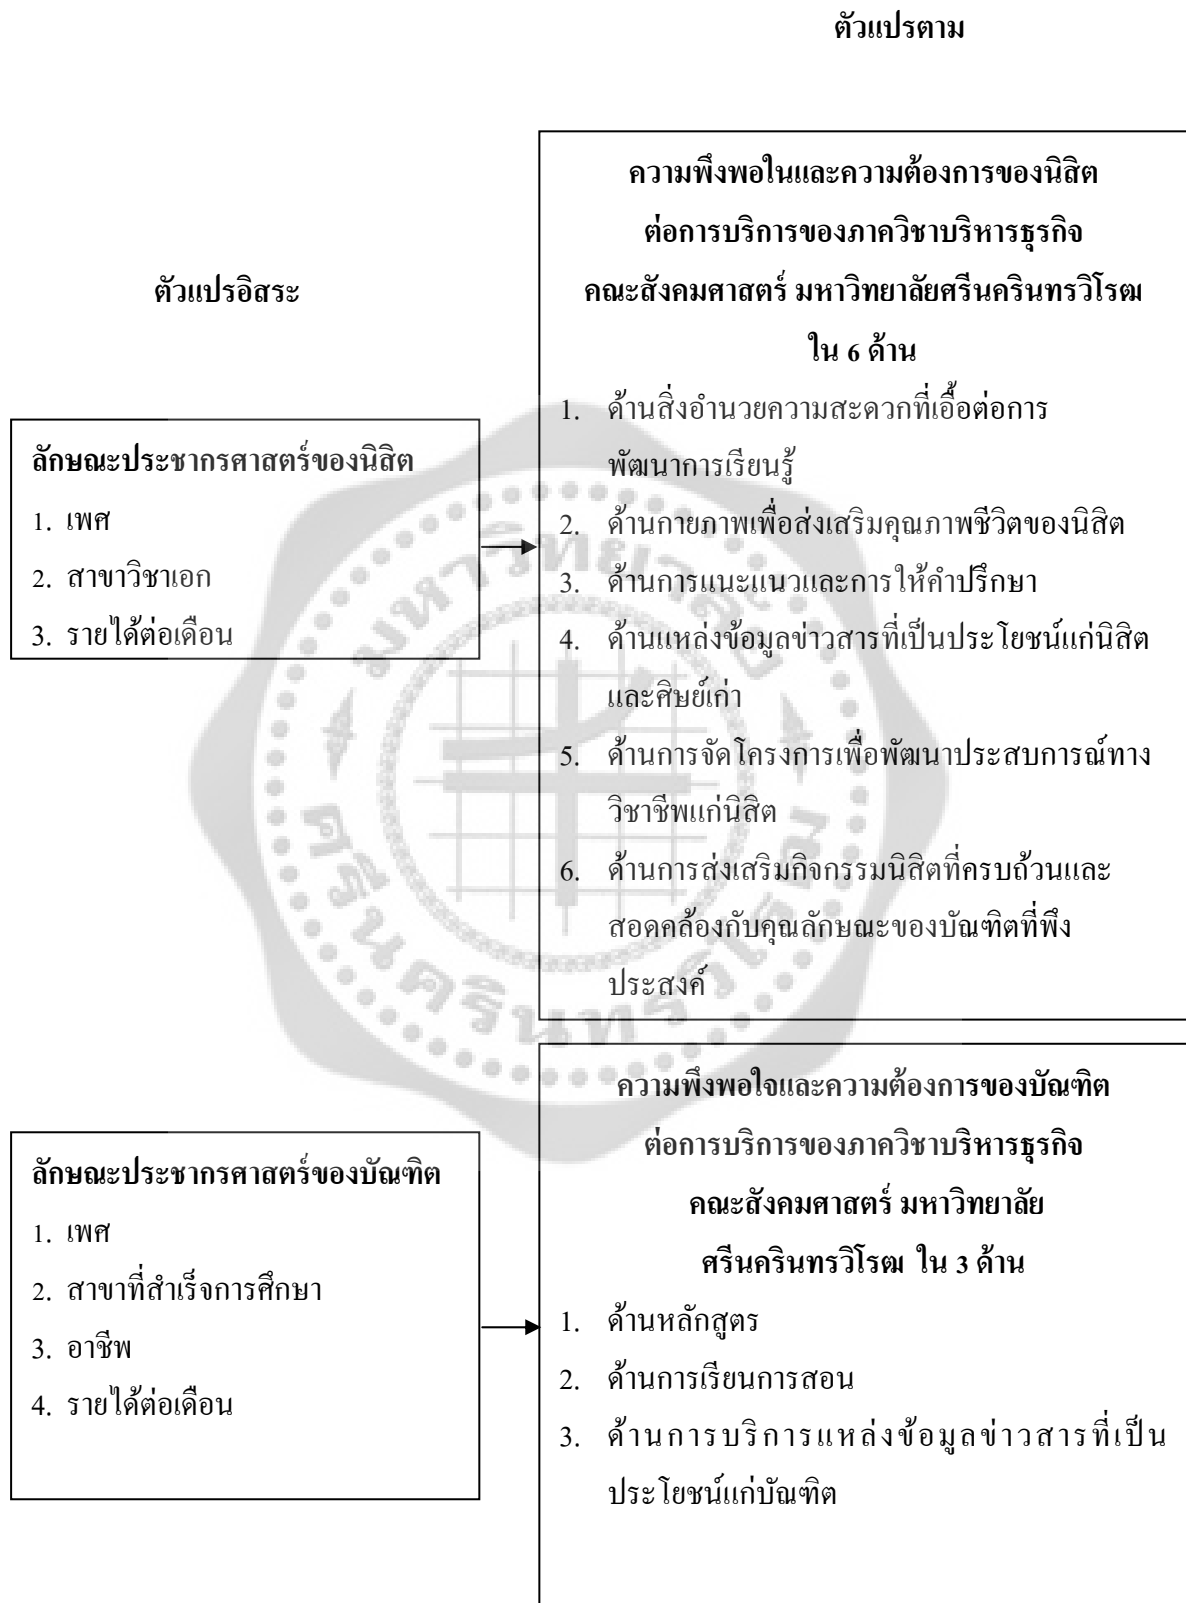 ตัวแปรตาม
ตัวแปรอิสระ
ลักษณะประชากรศาสตร์ของนิสิต
1. เพศ
2. สาขาวิชาเอก
3. รายได้ต่อเดือน
ความพึงพอในและความต้องการของนิสิต
ต่อการบริการของภาควิชาบริหารธุรกิจ
คณะสังคมศาสตร์ มหาวิทยาลัยศรีนครินทรวิโรฒ
ใน 6 ด้าน
1. ด้านสิ่งอำนวยความสะดวกที่เอื้อต่อการ
พัฒนาการเรียนรู้
2. ด้านกายภาพเพื่อส่งเสริมคุณภาพชีวิตของนิสิต
3. ด้านการแนะแนวและการให้คำปรึกษา
4. ด้านแหล่งข้อมูลข่าวสารที่เป็นประโยชน์แก่นิสิต
และศิษย์เก่า
5. ด้านการจัดโครงการเพื่อพัฒนาประสบการณ์ทาง
วิชาชีพแก่นิสิต
6. ด้านการส่งเสริมกิจกรรมนิสิตที่ครบถ้วนและ
สอดคล้องกับคุณลักษณะของบัณฑิตที่พึง
ประสงค์
ลักษณะประชากรศาสตร์ของบัณฑิต
1. เพศ
2. สาขาที่สำเร็จการศึกษา
3. อาชีพ
4. รายได้ต่อเดือน
ความพึงพอใจและความต้องการของบัณฑิต
ต่อการบริการของภาควิชาบริหารธุรกิจ
คณะสังคมศาสตร์ มหาวิทยาลัย
ศรีนครินทรวิโรฒ ใน 3 ด้าน
1. ด้านหลักสูตร
2. ด้านการเรียนการสอน
3. ด้านการบริการแหล่งข้อมูลข่าวสารที่เป็น
ประโยชน์แก่บัณฑิต
มหาวิทยาลัย
ศรีนครินทรวิโรฒ